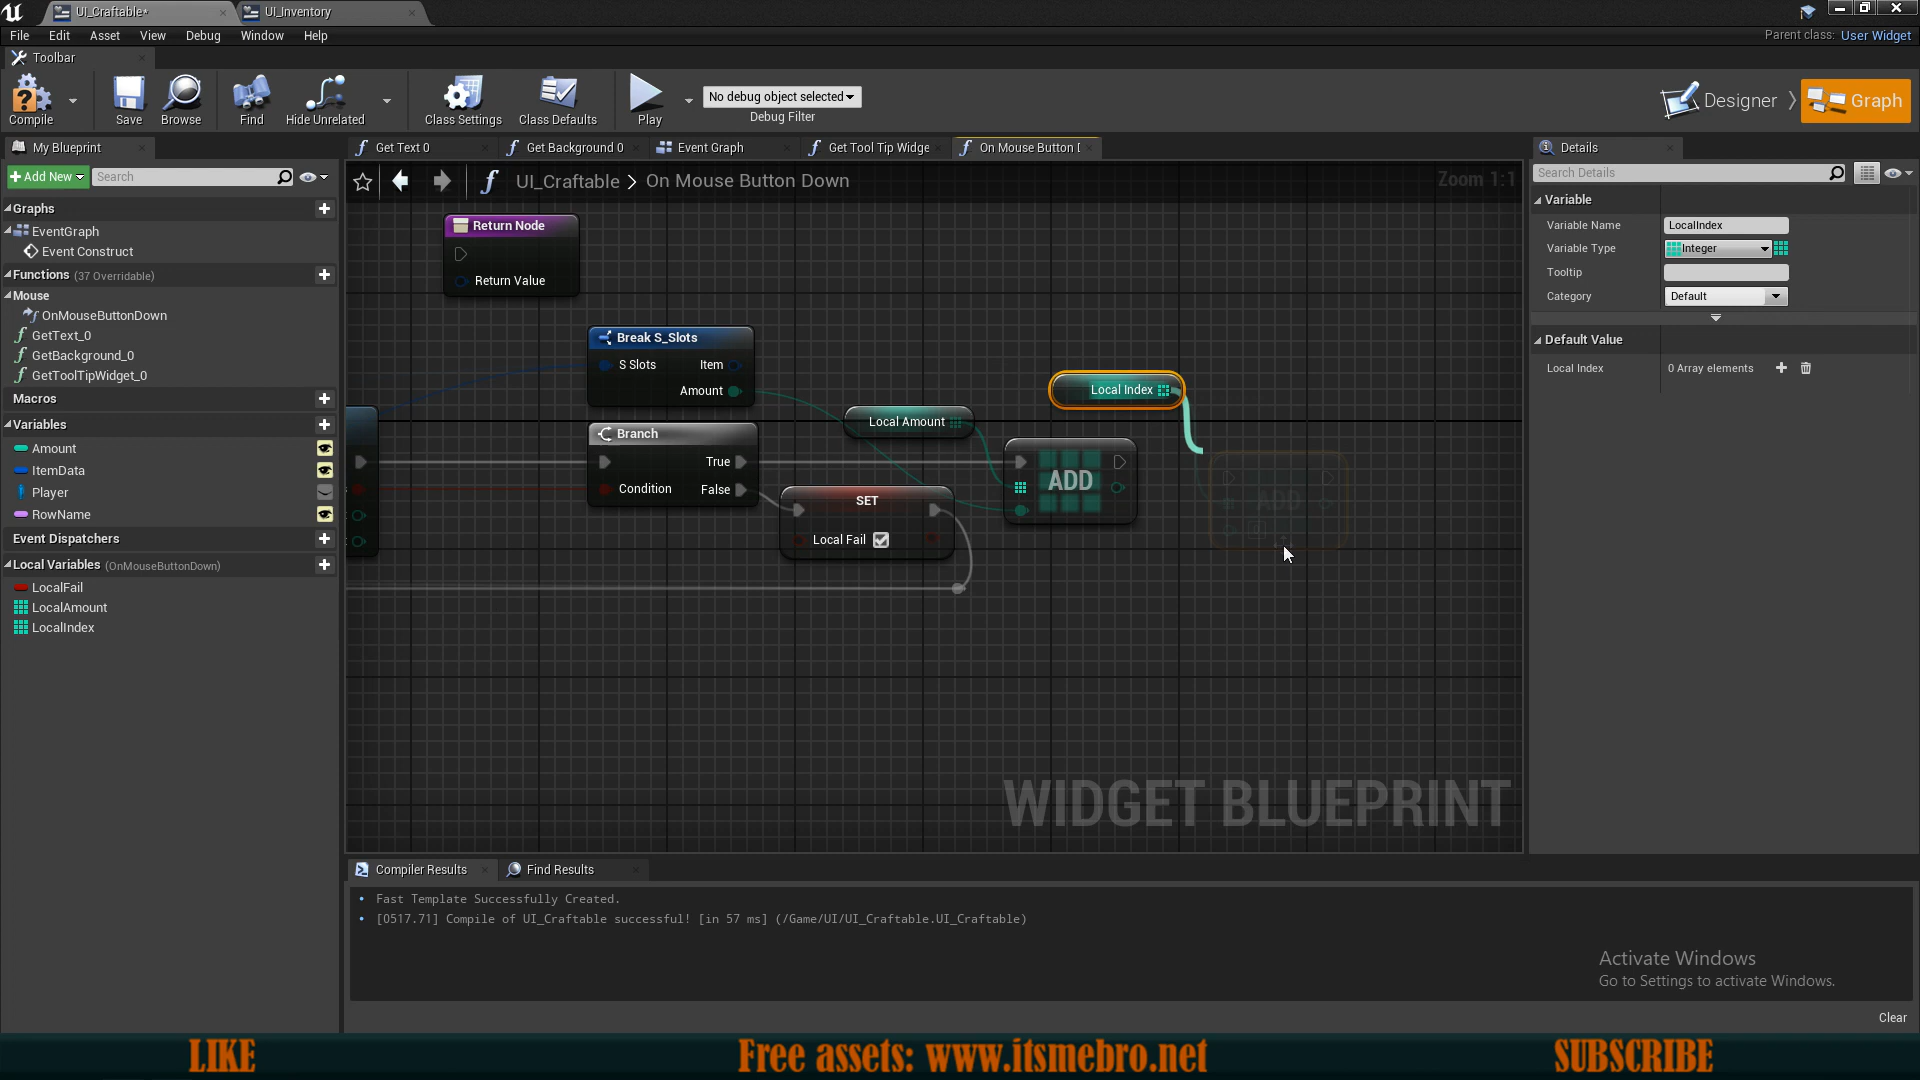 UI_Craftable*
UI_Inventory
File Edit Asset View Debug Window Help
Parent class: User Widget
Toolbar
Compile
Save
Browse
Find
Hide Unrelated
Class Settings
Class Defaults
Play
No debug object selected
Debug Filter
Designer
Graph
My Blueprint
Add New
Search
Graphs
EventGraph
Event Construct
Functions (37 Overridable)
Mouse
OnMouseButtonDown
GetText_0
GetBackground_0
GetToolTipWidget_0
Macros
Variables
Amount
ItemData
Player
RowName
Event Dispatchers
Local Variables (OnMouseButtonDown)
LocalFail
LocalAmount
LocalIndex
Get Text 0
Get Background 0
Event Graph
Get Tool Tip Widge
On Mouse Button D
UI_Craftable > On Mouse Button Down
Zoom 1:1
Return Node
Return Value
Break S_Slots
S Slots Item
Amount
Branch
True
Condition False
SET
Local Fail
Local Amount
Local Index
ADD
ADD
WIDGET BLUEPRINT
Details
Search Details
Variable
Variable Name LocalIndex
Variable Type Integer
Tooltip
Category Default
Default Value
Local Index 0 Array elements
Compiler Results
Find Results
Fast Template Successfully Created.
[0517.71] Compile of UI_Craftable successful! [in 57 ms] (/Game/UI/UI_Craftable.UI_Craftable)
Activate Windows
Go to Settings to activate Windows.
Clear
LIKE
Free assets: www.itsmebro.net
SUBSCRIBE